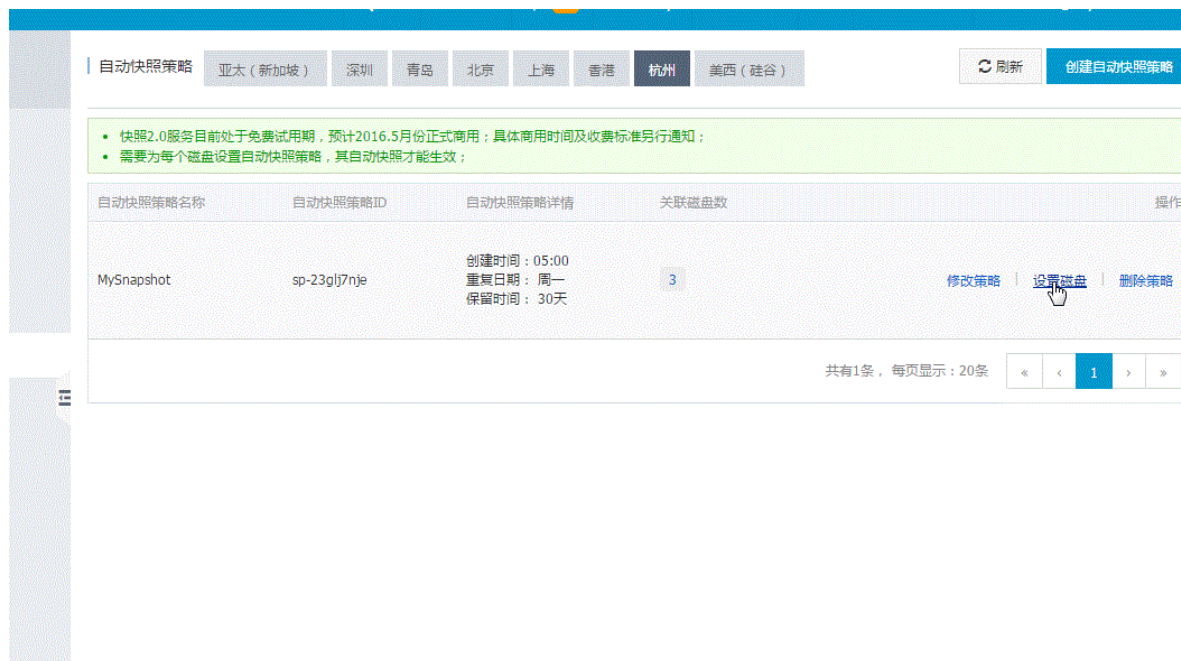 自动快照策略 亚太（新加坡） 深圳 青岛 北京 上海 香港 杭州 美西（硅谷） 刷新 创建自动快照策略
快照2.0服务目前处于免费试用期，预计2016.5月份正式商用；具体商用时间及收费标准另行通知；
需要为每个磁盘设置自动快照策略，其自动快照才能生效；
自动快照策略名称 自动快照策略ID 自动快照策略详情 关联磁盘数 操作
创建时间：05:00
MySnapshot sp-23glj7nje 重复日期： 周一 3 修改策略 设置磁盘 删除策略
保留时间： 30天
共有1条， 每页显示：20条 « ‹ 1 › »